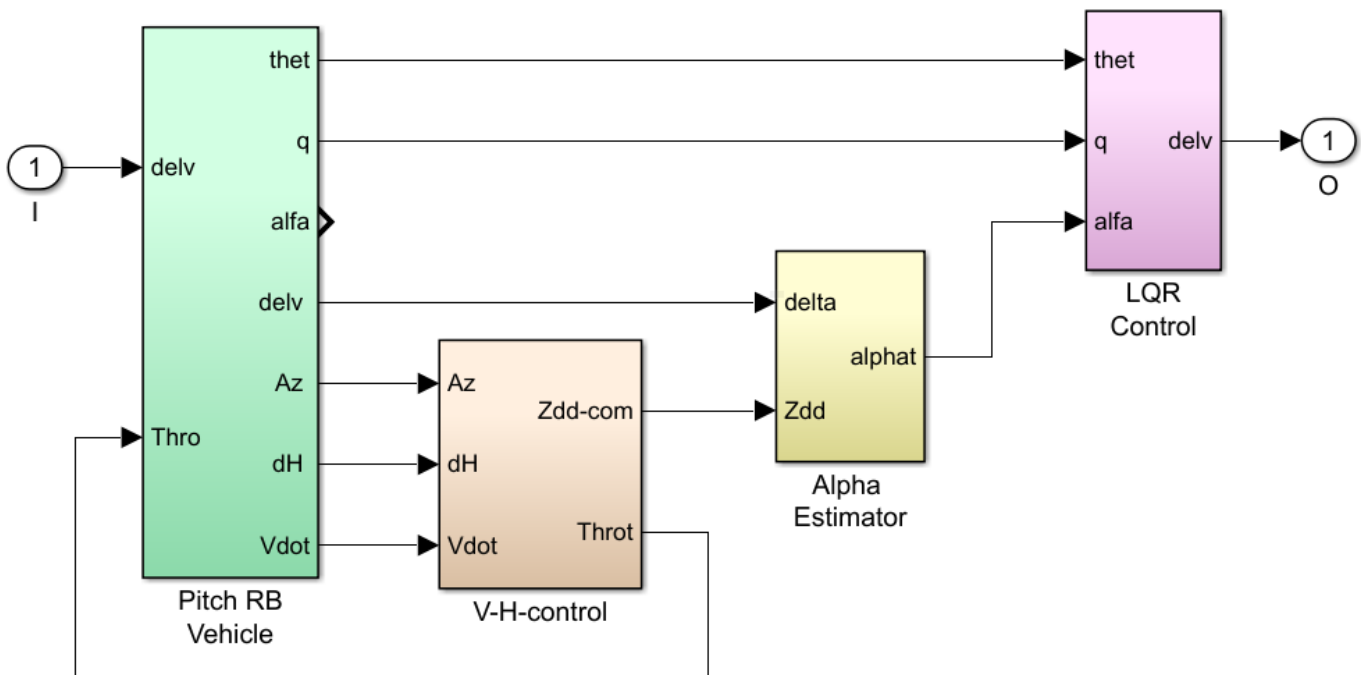 1
I
delv
Thro
thet
q
alfa
delv
Az
dH
Vdot
Pitch RB
Vehicle
Az
dH
Vdot
Zdd-com
Throt
V-H-control
delta
Zdd
alphat
Alpha
Estimator
thet
q
alfa
delv
LQR
Control
1
O